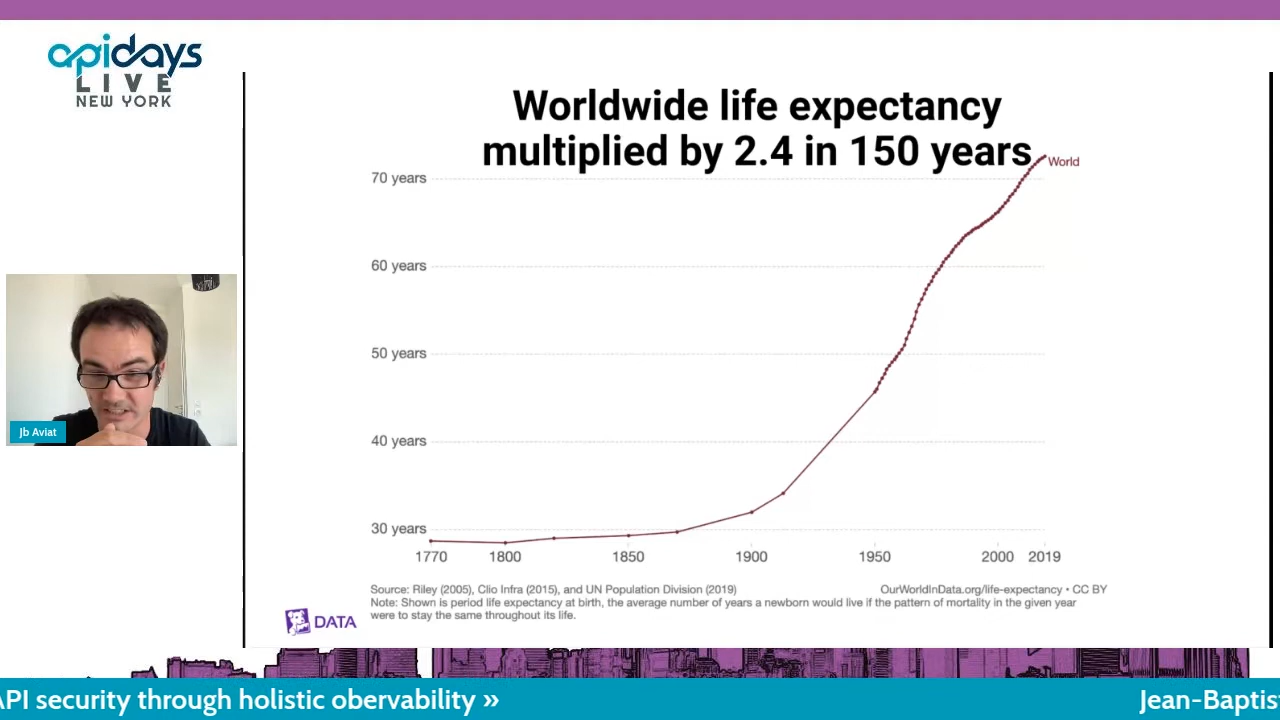 apidays
LIVE
NEW YORK
Worldwide life expectancy
multiplied by 2.4 in 150 years
World
70 years
60 years
50 years
40 years
30 years
1770 1800 1850 1900 1950 2000 2019
Source: Riley (2005), Clio Infra (2015), and UN Population Division (2019)
OurWorldInData.org/life-expectancy • CC BY
Note: Shown is period life expectancy at birth, the average number of years a newborn would live if the pattern of mortality in the given year
were to stay the same throughout its life.
DATA
Jb Aviat
API security through holistic obervability »
Jean-Baptis